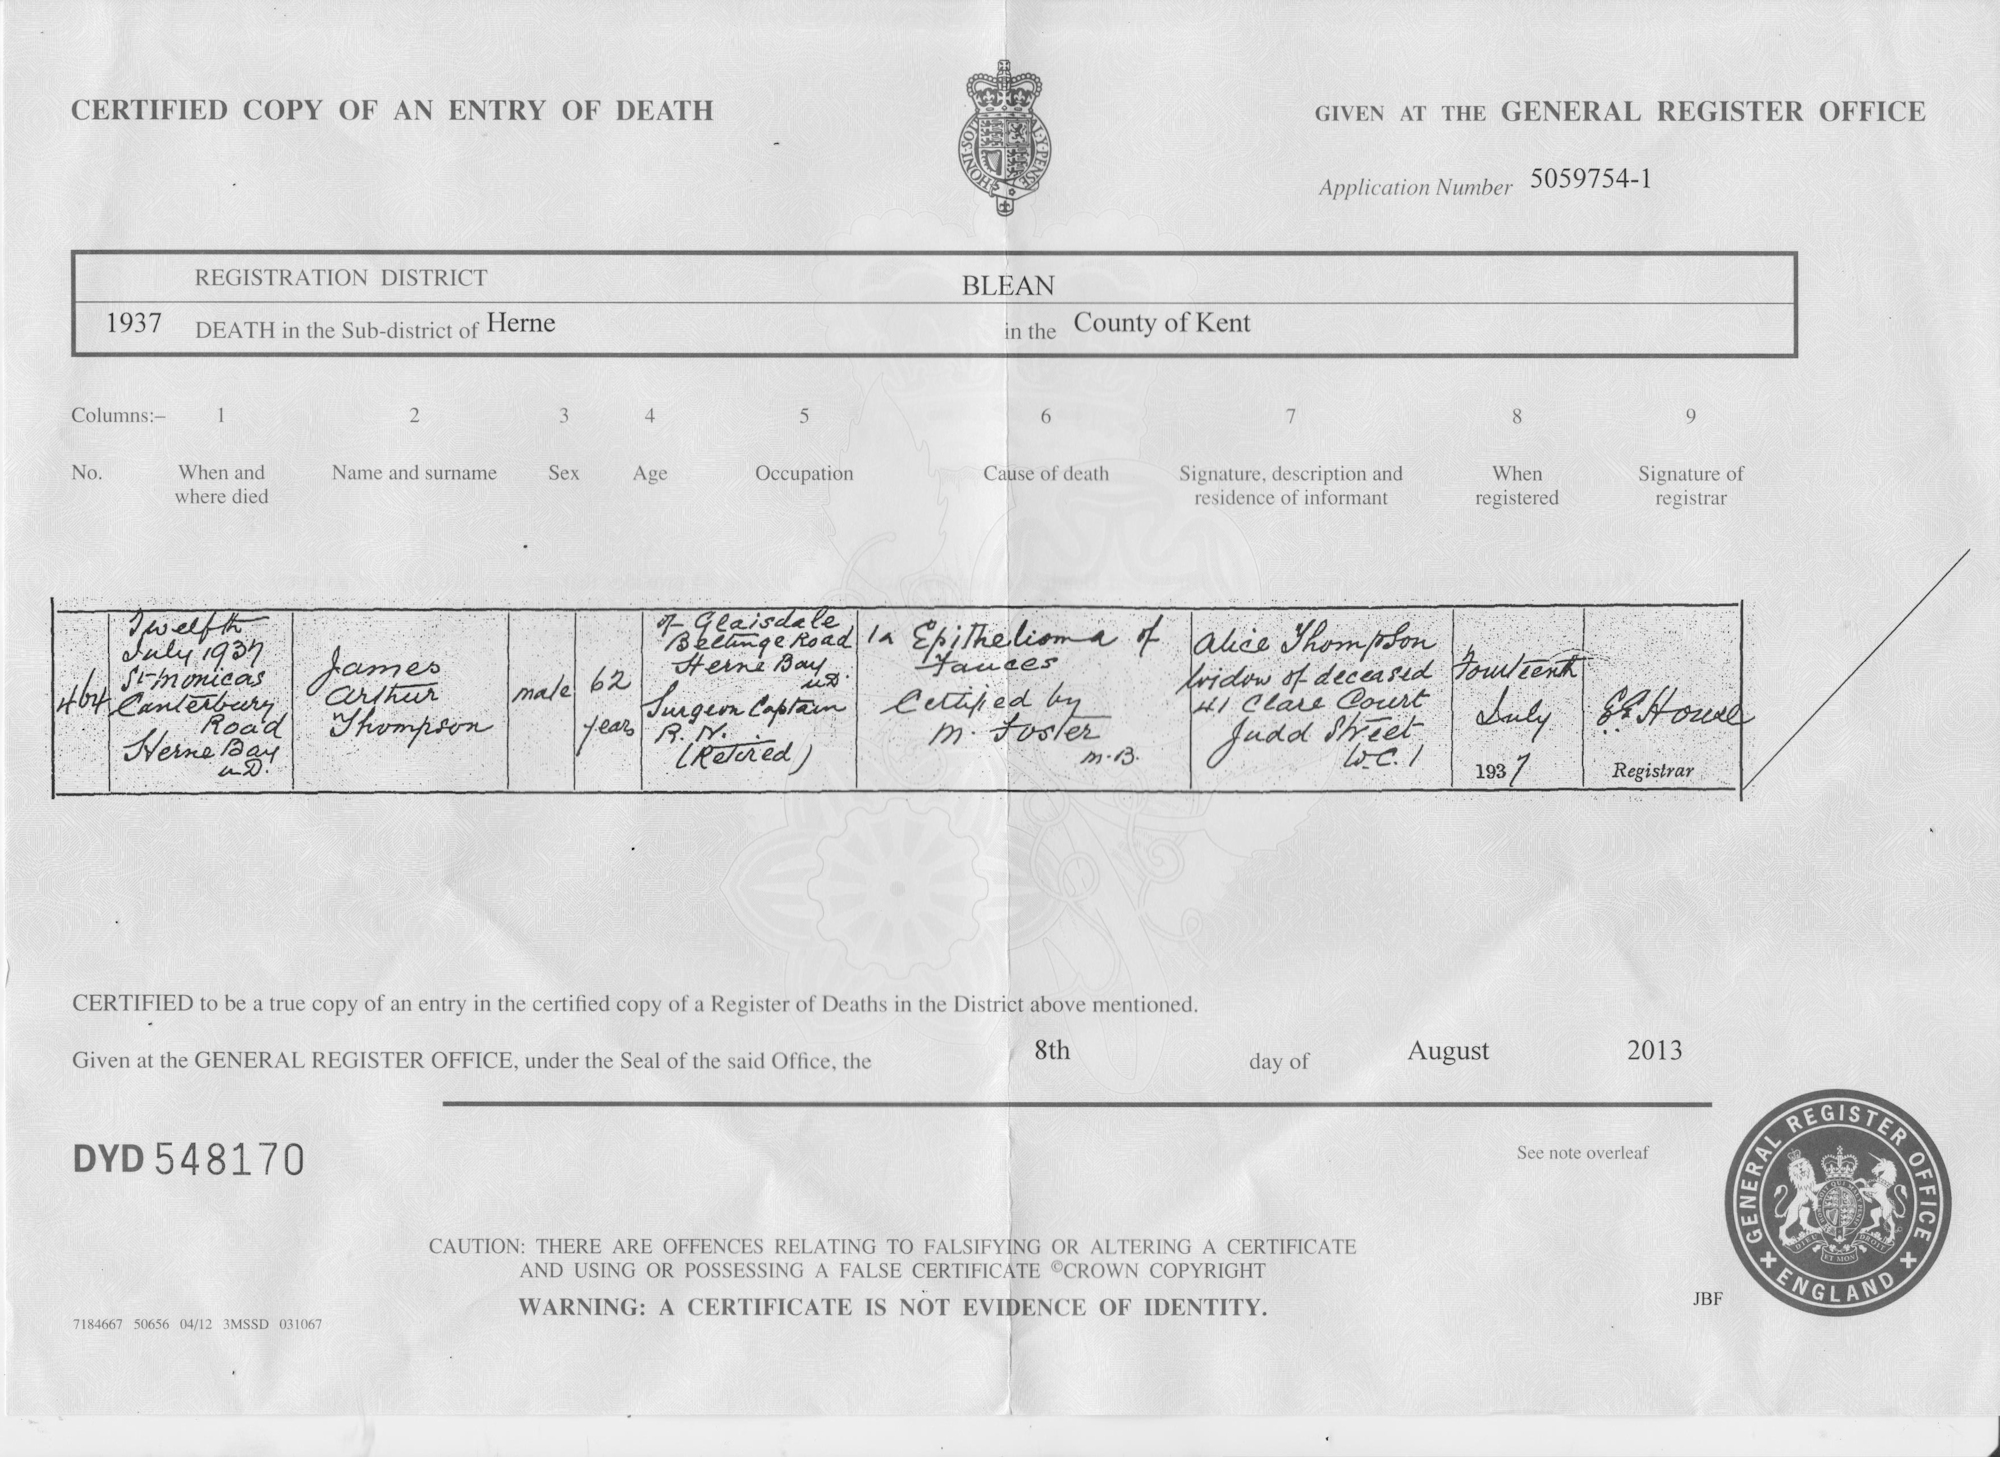 CERTIFIED COPY OF AN ENTRY OF DEATH
GIVEN AT THE GENERAL REGISTER OFFICE
HONI·SOIT
AL·Y·PENSE
Application Number 5059754-1
REGISTRATION DISTRICT BLEAN
1937 DEATH in the Sub-district of Herne in the County of Kent
Columns:– 1 2 3 4 5 6 7 8 9
No.
When and
where died
Name and surname
Sex
Age
Occupation
Cause of death
Signature, description and
residence of informant
When
registered
Signature of
registrar
464
Twelfth
July 1937
St Monicas
Canterbury
Road
Herne Bay
U.D.
James
Arthur
Thompson
male
62
years
of Glaisdale
Beltinge Road
Herne Bay
U.D.
Surgeon Captain
R.N.
(Retired)
1a Epithelioma of
Fauces
Certified by
M. Foster
M.B.
Alice Thompson
Widow of deceased
41 Clare Court
Judd Street
W.C.1
Fourteenth
July
1937
E E House
Registrar
CERTIFIED to be a true copy of an entry in the certified copy of a Register of Deaths in the District above mentioned.
Given at the GENERAL REGISTER OFFICE, under the Seal of the said Office, the 8th day of August 2013
DYD 548170
See note overleaf
GENERAL REGISTER OFFICE
ENGLAND
CAUTION: THERE ARE OFFENCES RELATING TO FALSIFYING OR ALTERING A CERTIFICATE
AND USING OR POSSESSING A FALSE CERTIFICATE ©CROWN COPYRIGHT
WARNING: A CERTIFICATE IS NOT EVIDENCE OF IDENTITY.
JBF
7184667 50656 04/12 3MSSD 031067